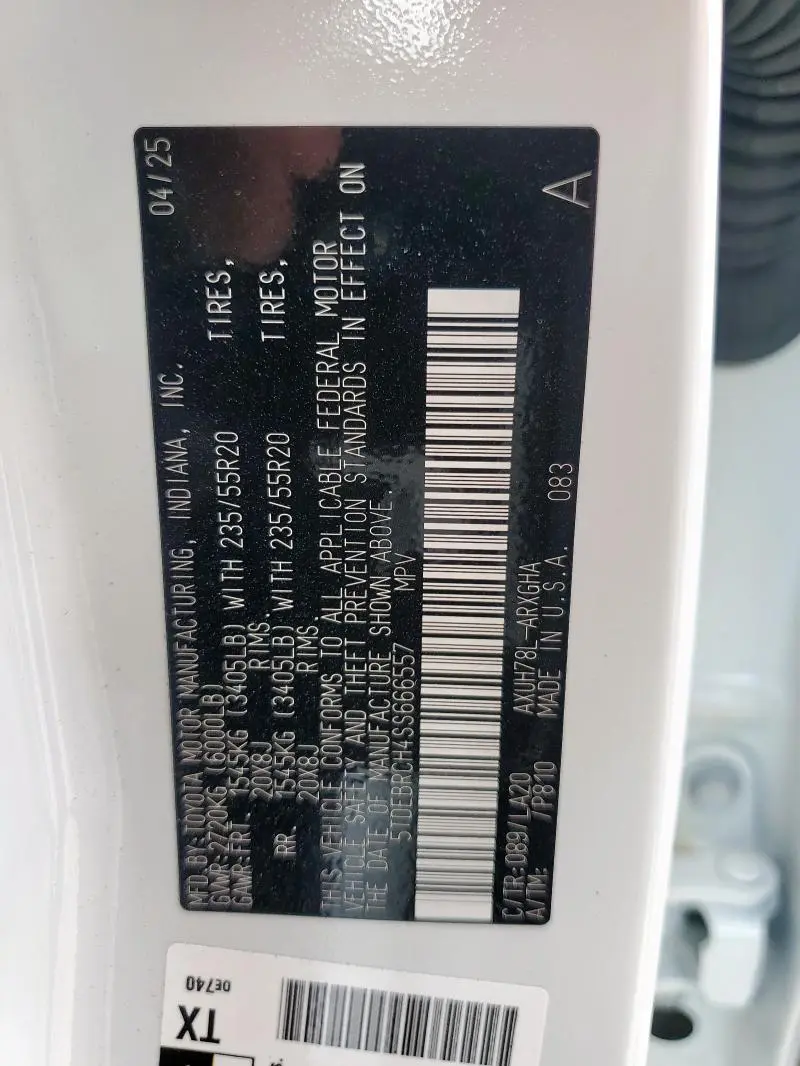 MFD. BY: TOYOTA MOTOR MANUFACTURING, INDIANA, INC. 04/25
GVWR: 2720KG (6000LB)
GAWR: FRT. 1545KG (3405LB) WITH 235/55R20 TIRES,
20X8J RIMS.
RR. 1545KG (3405LB) WITH 235/55R20 TIRES,
20X8J RIMS.
THIS VEHICLE CONFORMS TO ALL APPLICABLE FEDERAL MOTOR
VEHICLE SAFETY AND THEFT PREVENTION STANDARDS IN EFFECT ON
THE DATE OF MANUFACTURE SHOWN ABOVE.
5TDEBRCH4SS666557 MPV
C/TR: 089/LA20 AXUH78L-ARXGHA A
A/TM: /P810 MADE IN U.S.A. 083
TX
0E740